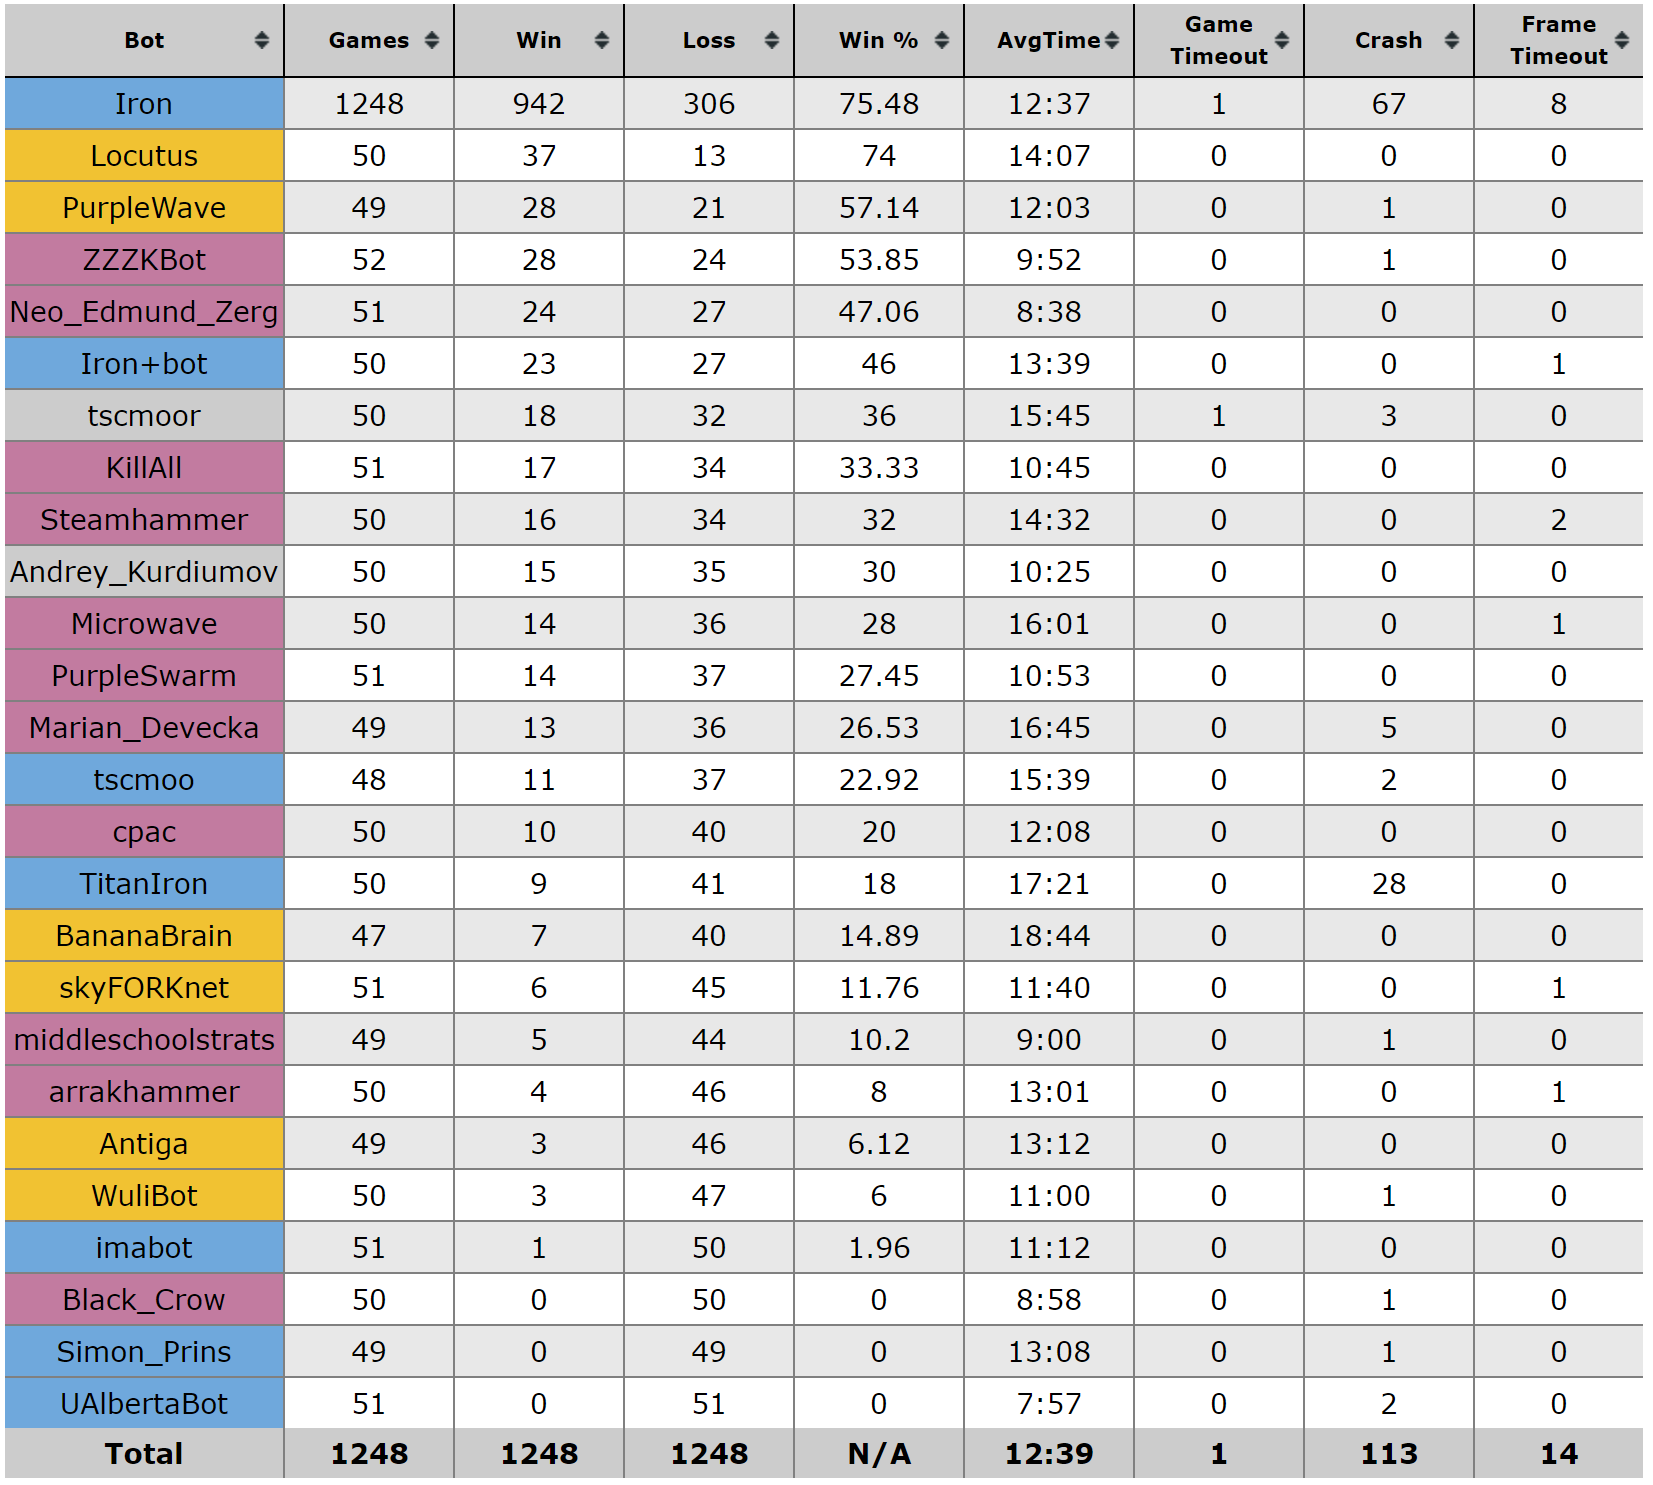 Bot Games Win Loss Win % AvgTime Game Timeout Crash Frame Timeout
Iron 1248 942 306 75.48 12:37 1 67 8
Locutus 50 37 13 74 14:07 0 0 0
PurpleWave 49 28 21 57.14 12:03 0 1 0
ZZZKBot 52 28 24 53.85 9:52 0 1 0
Neo_Edmund_Zerg 51 24 27 47.06 8:38 0 0 0
Iron+bot 50 23 27 46 13:39 0 0 1
tscmoor 50 18 32 36 15:45 1 3 0
KillAll 51 17 34 33.33 10:45 0 0 0
Steamhammer 50 16 34 32 14:32 0 0 2
Andrey_Kurdiumov 50 15 35 30 10:25 0 0 0
Microwave 50 14 36 28 16:01 0 0 1
PurpleSwarm 51 14 37 27.45 10:53 0 0 0
Marian_Devecka 49 13 36 26.53 16:45 0 5 0
tscmoo 48 11 37 22.92 15:39 0 2 0
cpac 50 10 40 20 12:08 0 0 0
TitanIron 50 9 41 18 17:21 0 28 0
BananaBrain 47 7 40 14.89 18:44 0 0 0
skyFORKnet 51 6 45 11.76 11:40 0 0 1
middleschoolstrats 49 5 44 10.2 9:00 0 1 0
arrakhammer 50 4 46 8 13:01 0 0 1
Antiga 49 3 46 6.12 13:12 0 0 0
WuliBot 50 3 47 6 11:00 0 1 0
imabot 51 1 50 1.96 11:12 0 0 0
Black_Crow 50 0 50 0 8:58 0 1 0
Simon_Prins 49 0 49 0 13:08 0 1 0
UAlbertaBot 51 0 51 0 7:57 0 2 0
Total 1248 1248 1248 N/A 12:39 1 113 14